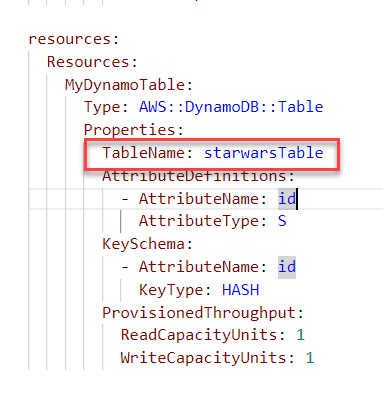 resources:
Resources:
MyDynamoTable:
Type: AWS::DynamoDB::Table
Properties:
TableName: starwarsTable
AttributeDefinitions:
- AttributeName: id
AttributeType: S
KeySchema:
- AttributeName: id
KeyType: HASH
ProvisionedThroughput:
ReadCapacityUnits: 1
WriteCapacityUnits: 1